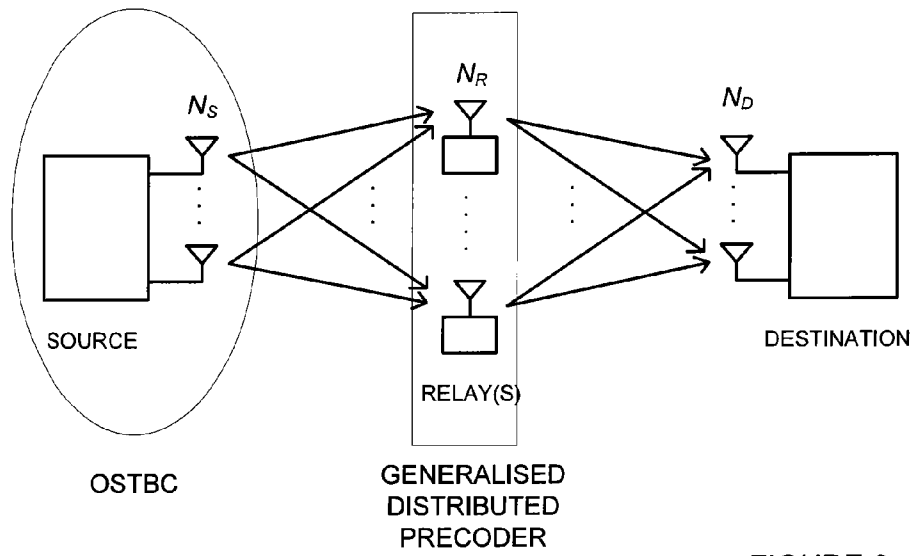 N_S
N_R
N_D
SOURCE
RELAY(S)
DESTINATION
OSTBC
GENERALISED
DISTRIBUTED
PRECODER